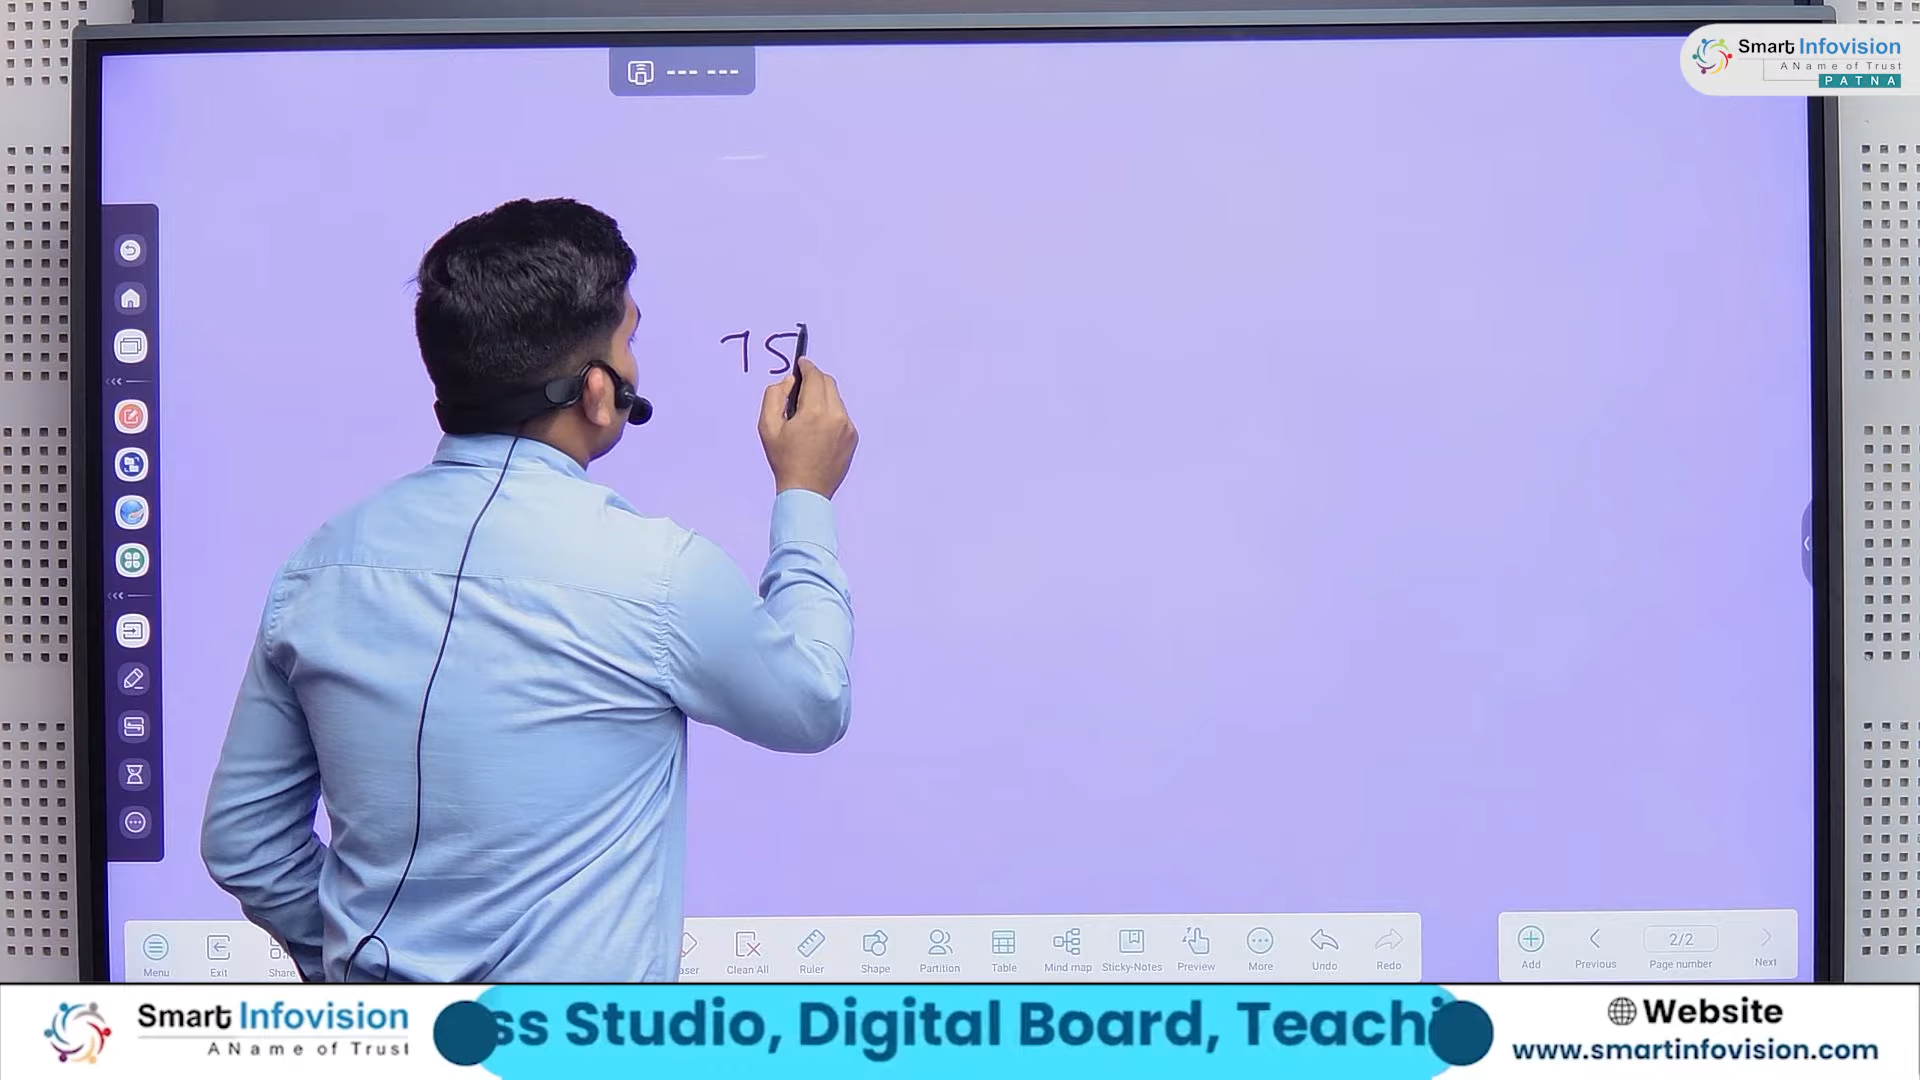 Smart Infovision
A Name of Trust
PATNA
--- ---
75
Menu
Exit
Share
aser
Clean All
Ruler
Shape
Partition
Table
Mind map
Sticky-Notes
Preview
More
Undo
Redo
Add
Previous
2/2
Page number
Next
Smart Infovision
A Name of Trust
ss Studio, Digital Board, Teachi
Website
www.smartinfovision.com